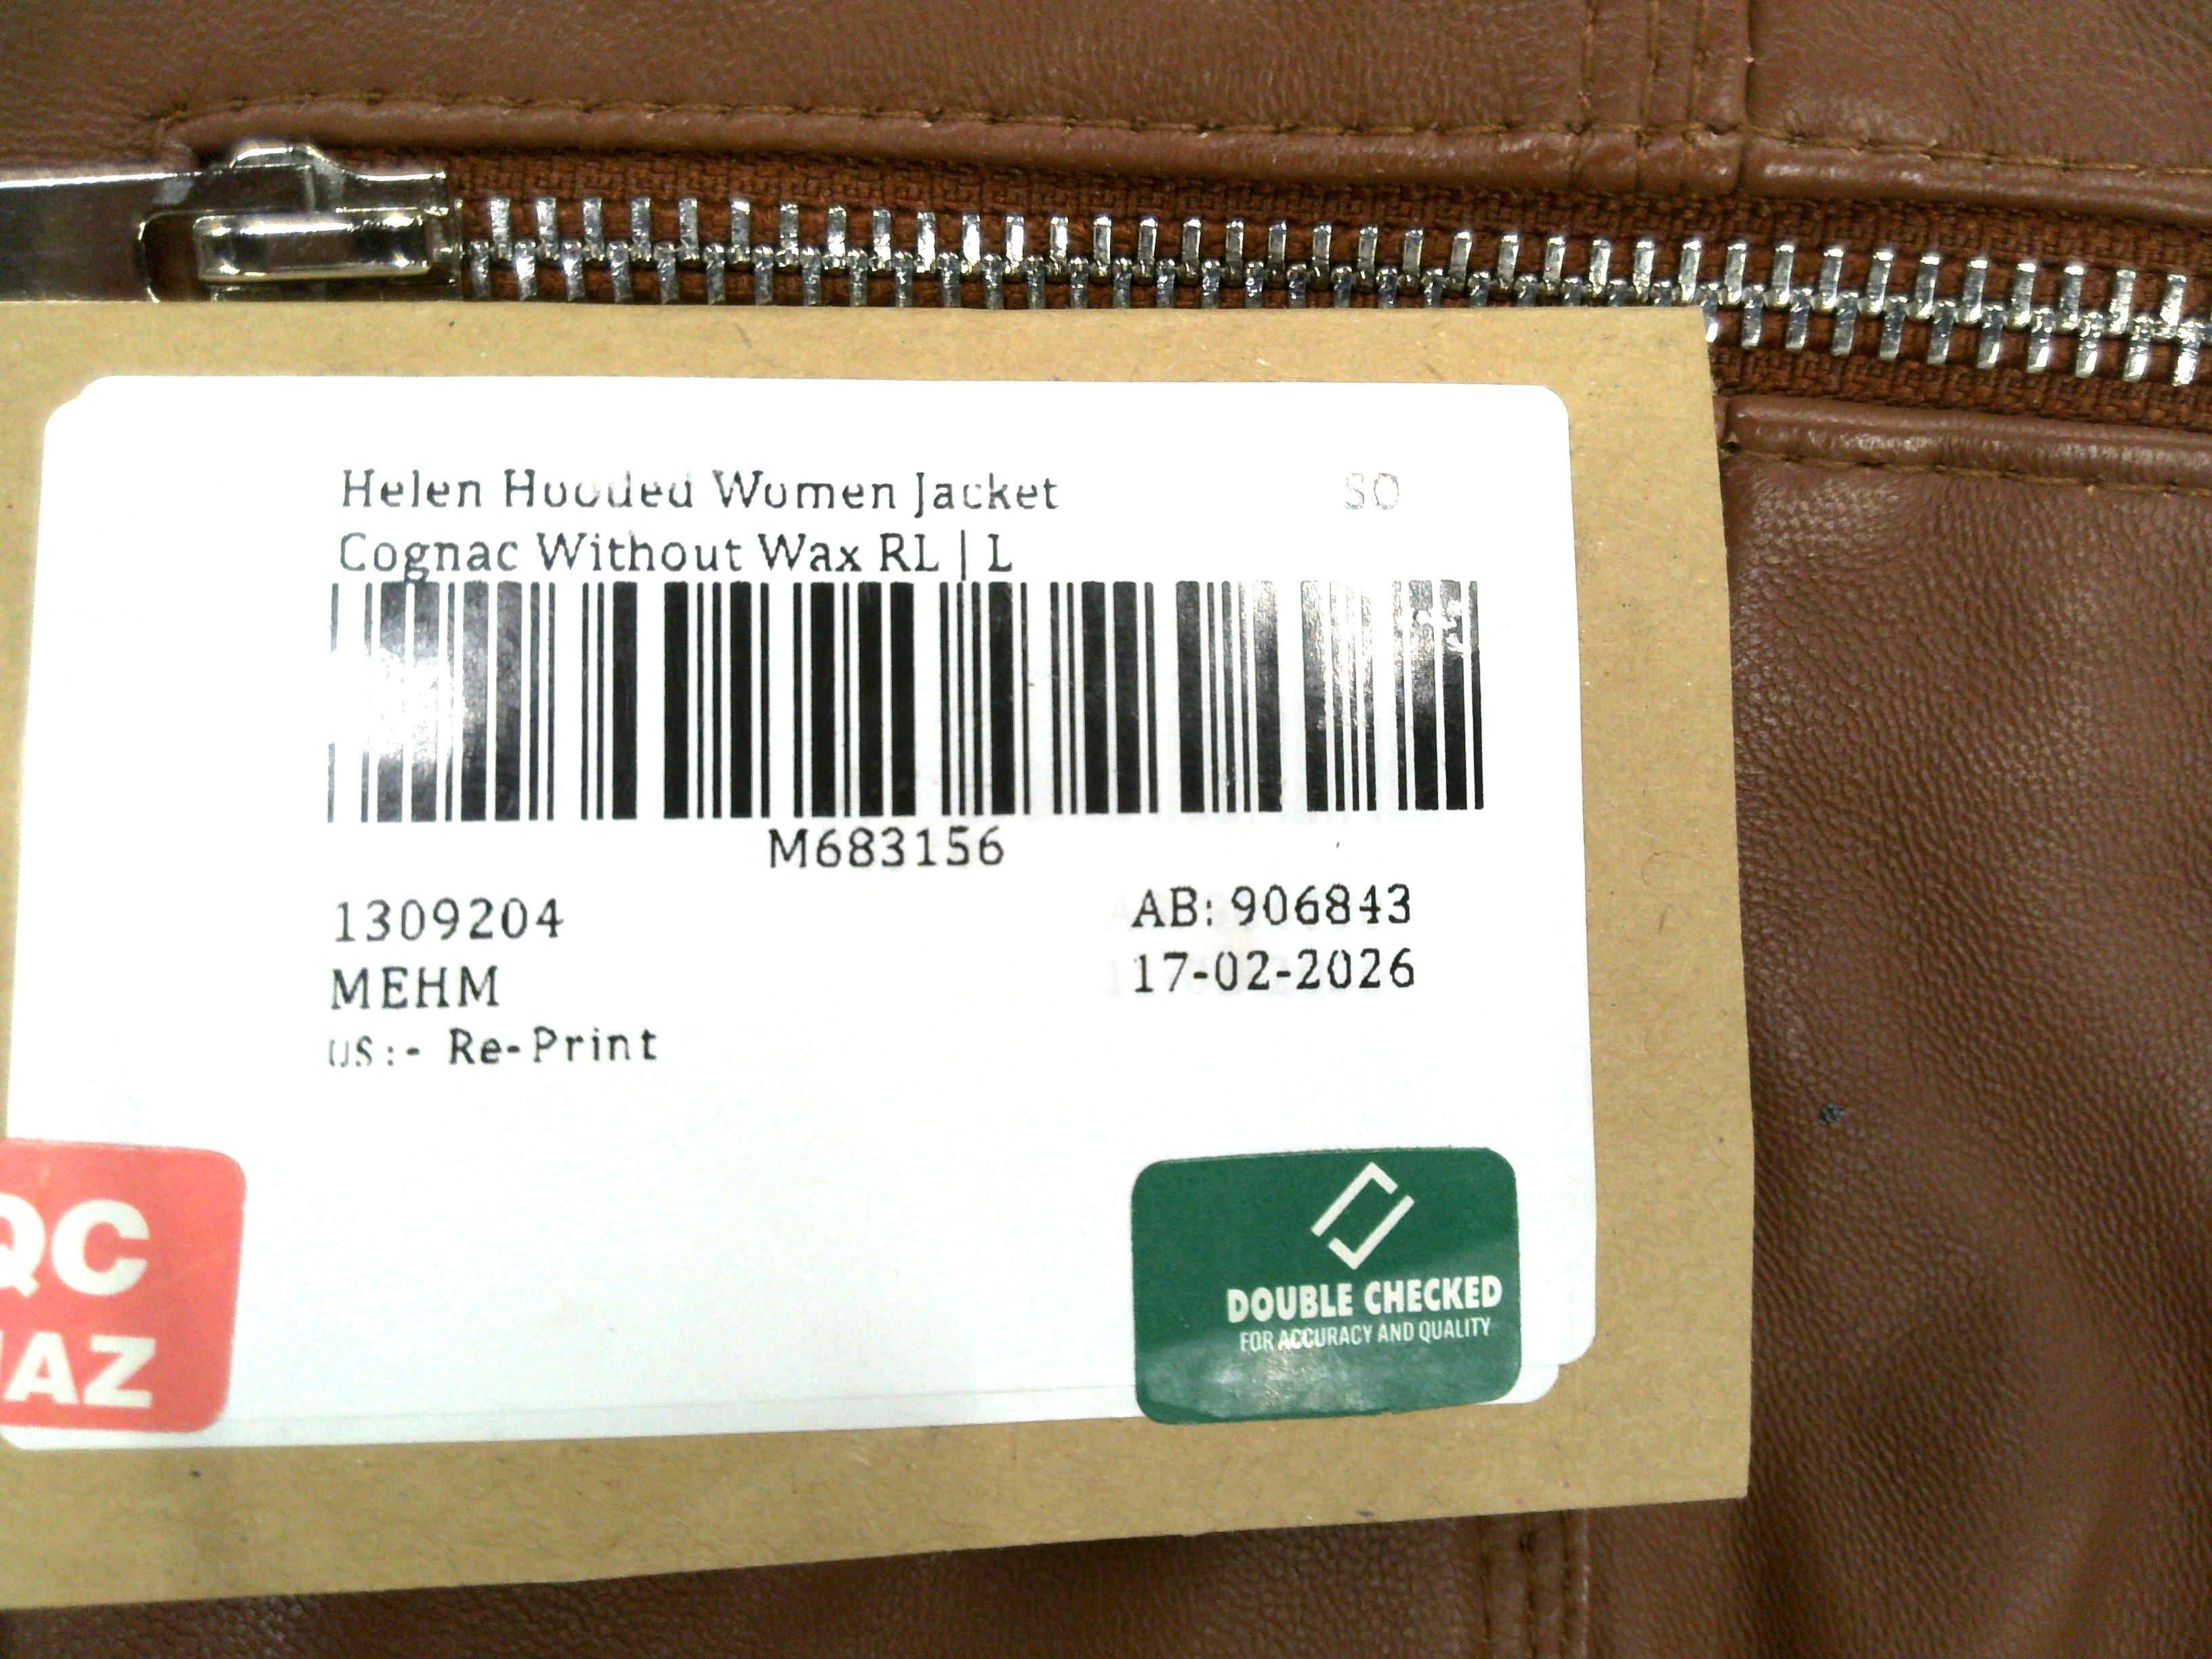 Helen Hooded Women Jacket SO
Cognac Without Wax RL | L
M683156
1309204 AB: 906843
MEHM 17-02-2026
US:- Re-Print
QC
DOUBLE CHECKED
FOR ACCURACY AND QUALITY